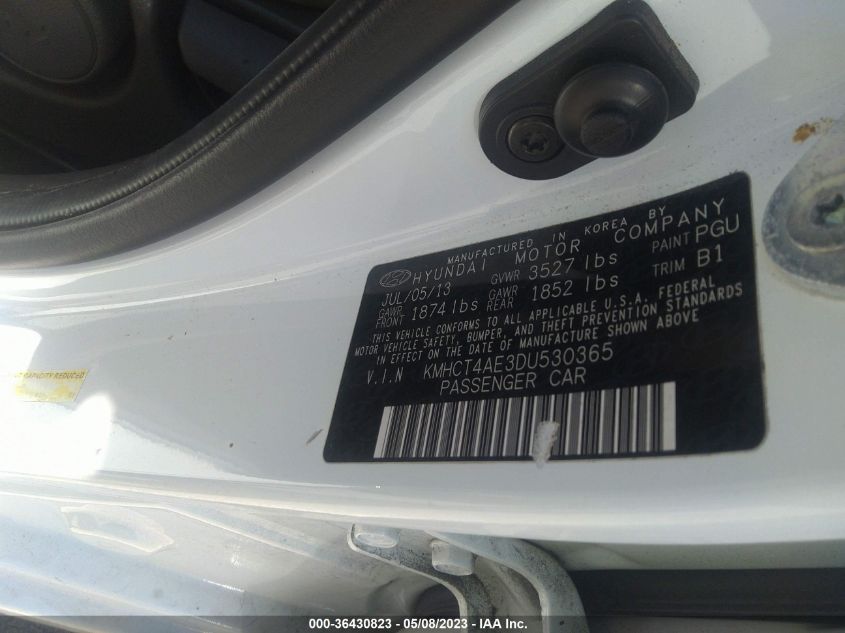 MANUFACTURED IN KOREA BY
HYUNDAI MOTOR COMPANY
JUL/05/13 GVWR 3527 lbs PAINT PGU
GAWR FRONT 1874 lbs GAWR REAR 1852 lbs TRIM B1
THIS VEHICLE CONFORMS TO ALL APPLICABLE U.S.A. FEDERAL
MOTOR VEHICLE SAFETY, BUMPER, AND THEFT PREVENTION STANDARDS
IN EFFECT ON THE DATE OF MANUFACTURE SHOWN ABOVE
V.I.N KMHCT4AE3DU530365
PASSENGER CAR
CAPACITY REDUCED
000-36430823 - 05/08/2023 - IAA Inc.